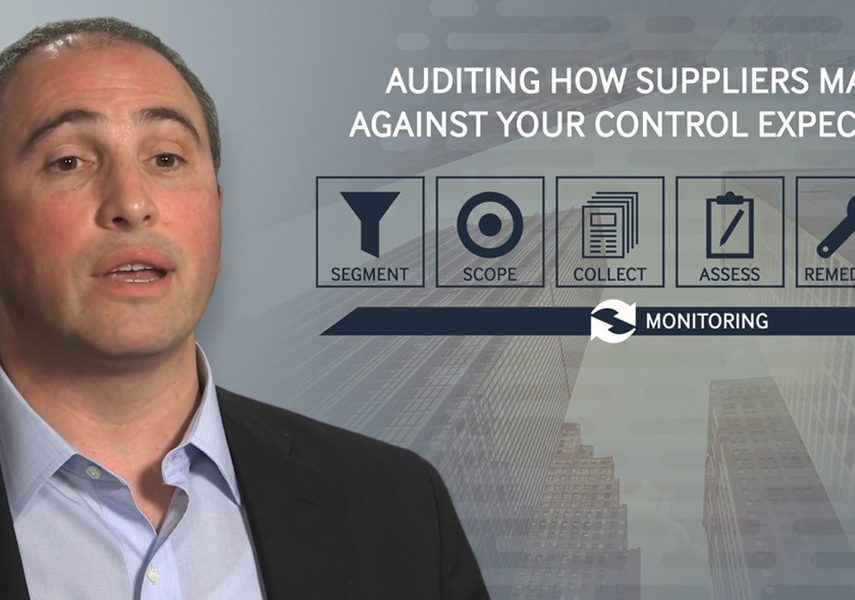 AUDITING HOW SUPPLIERS MA
AGAINST YOUR CONTROL EXPEC
SEGMENT
SCOPE
COLLECT
ASSESS
REMED
MONITORING